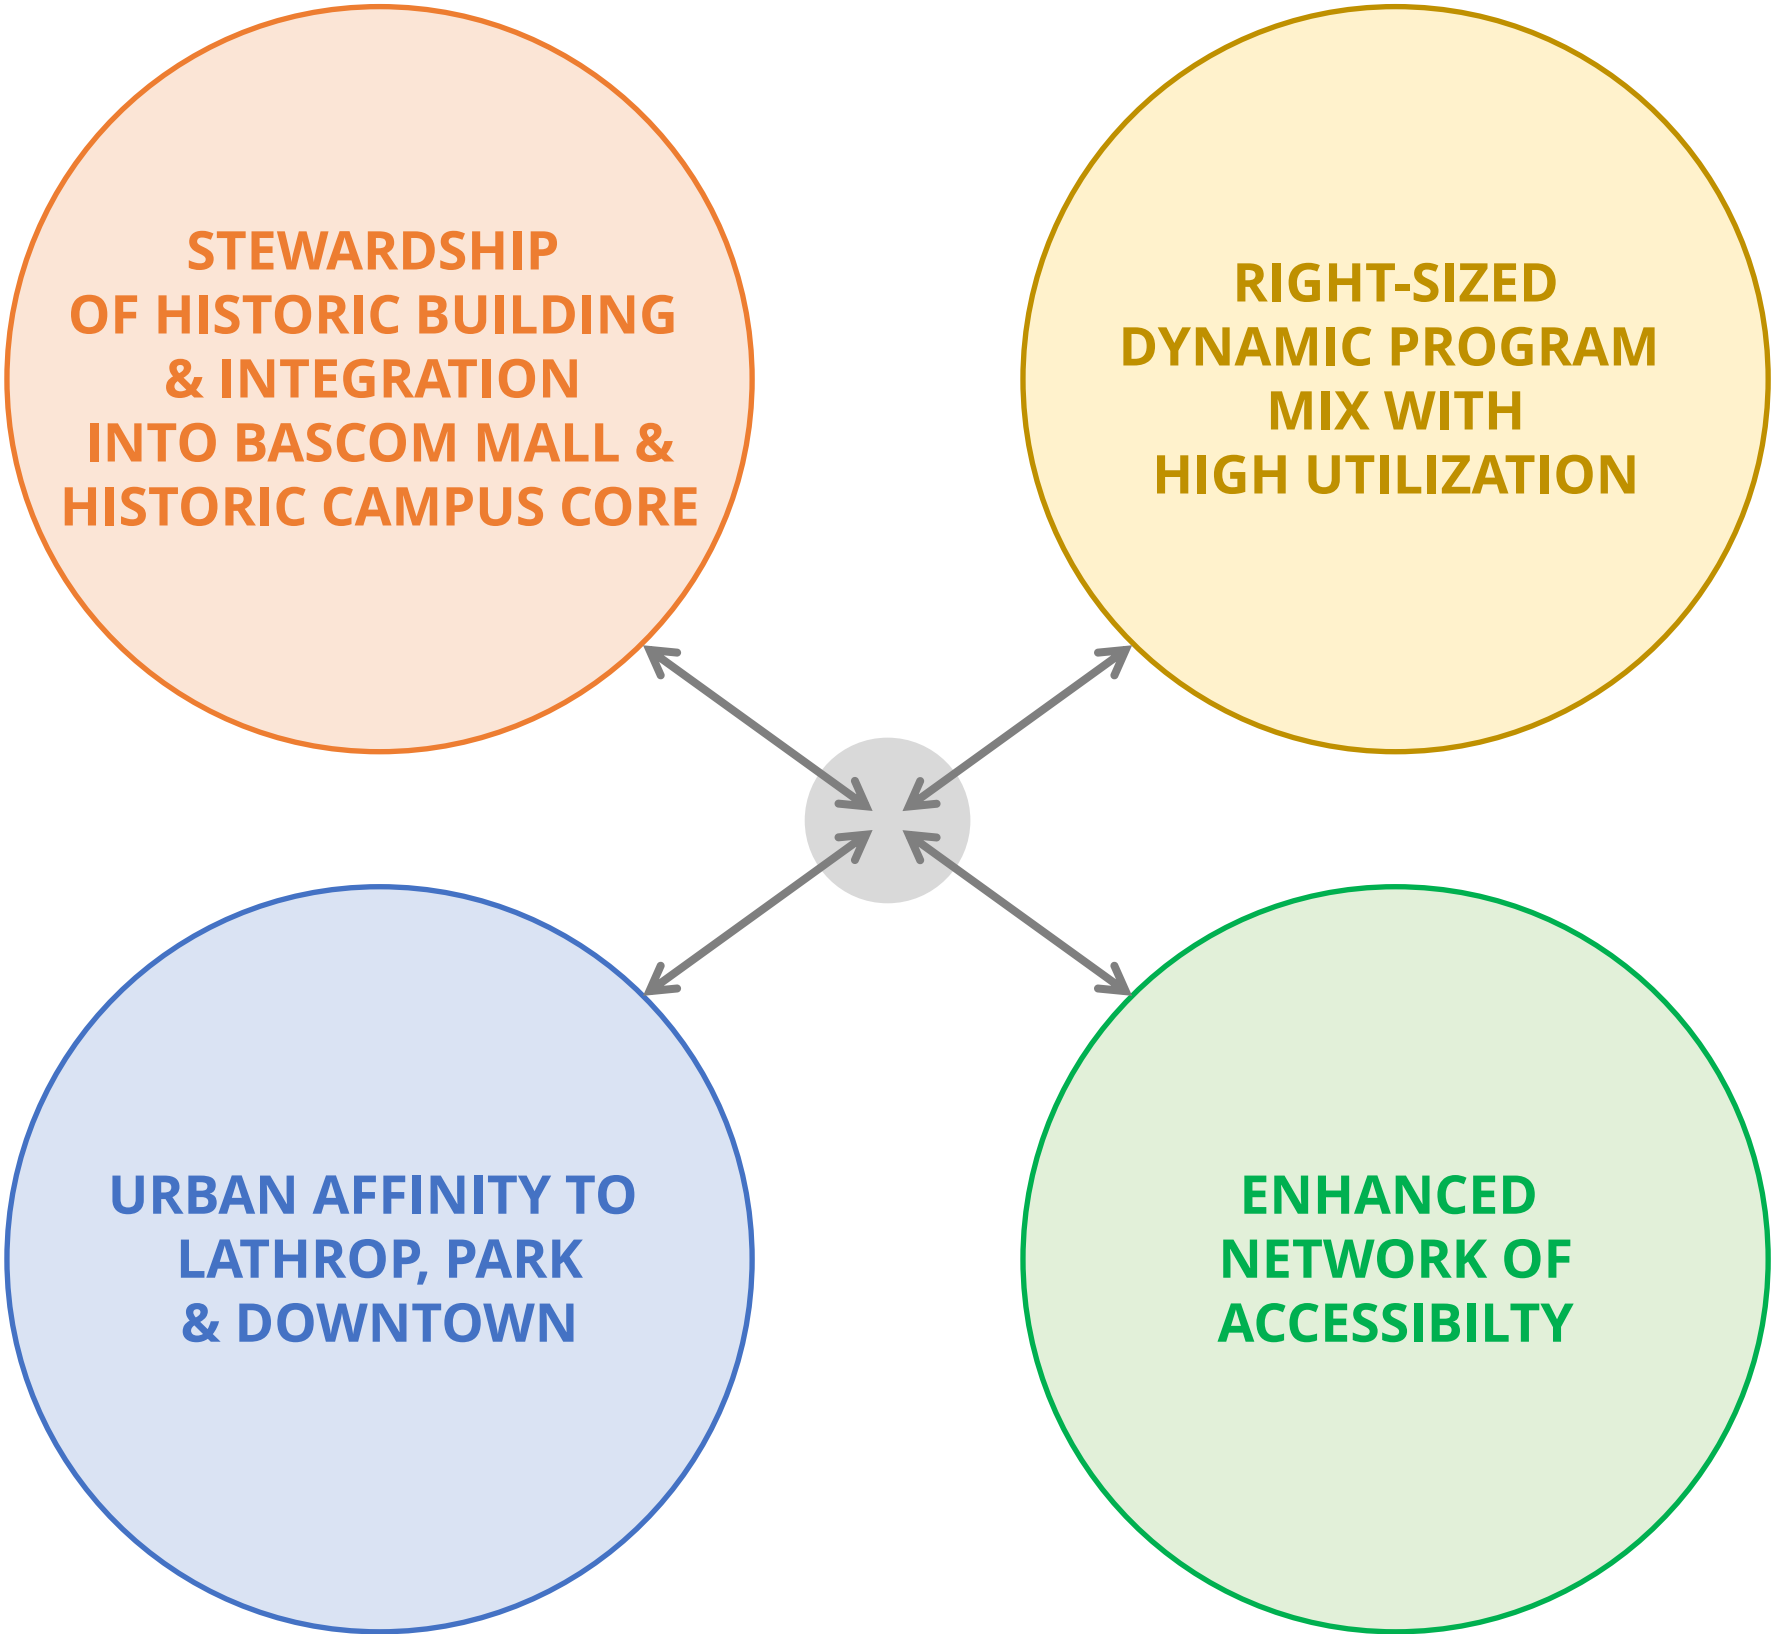 STEWARDSHIP
OF HISTORIC BUILDING
& INTEGRATION
INTO BASCOM MALL &
HISTORIC CAMPUS CORE
RIGHT-SIZED
DYNAMIC PROGRAM
MIX WITH
HIGH UTILIZATION
URBAN AFFINITY TO
LATHROP, PARK
& DOWNTOWN
ENHANCED
NETWORK OF
ACCESSIBILTY